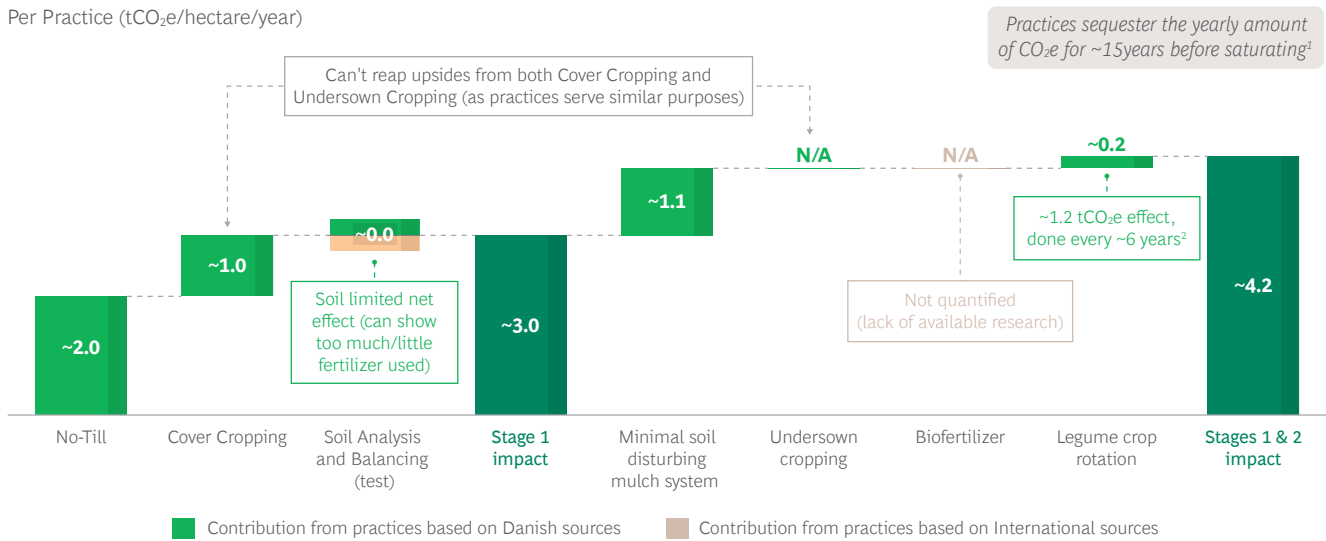 Per Practice (tCO₂e/hectare/year)
Practices sequester the yearly amount
of CO₂e for ~15years before saturating¹
Can't reap upsides from both Cover Cropping and
Undersown Cropping (as practices serve similar purposes)
~2.0
~1.0
~0.0
Soil limited net
effect (can show
too much/little
fertilizer used)
~3.0
~1.1
N/A
N/A
Not quantified
(lack of available research)
~0.2
~1.2 tCO₂e effect,
done every ~6 years²
~4.2
No-Till
Cover Cropping
Soil Analysis
and Balancing
(test)
Stage 1
impact
Minimal soil
disturbing
mulch system
Undersown
cropping
Biofertilizer
Legume crop
rotation
Stages 1 & 2
impact
Contribution from practices based on Danish sources
Contribution from practices based on International sources